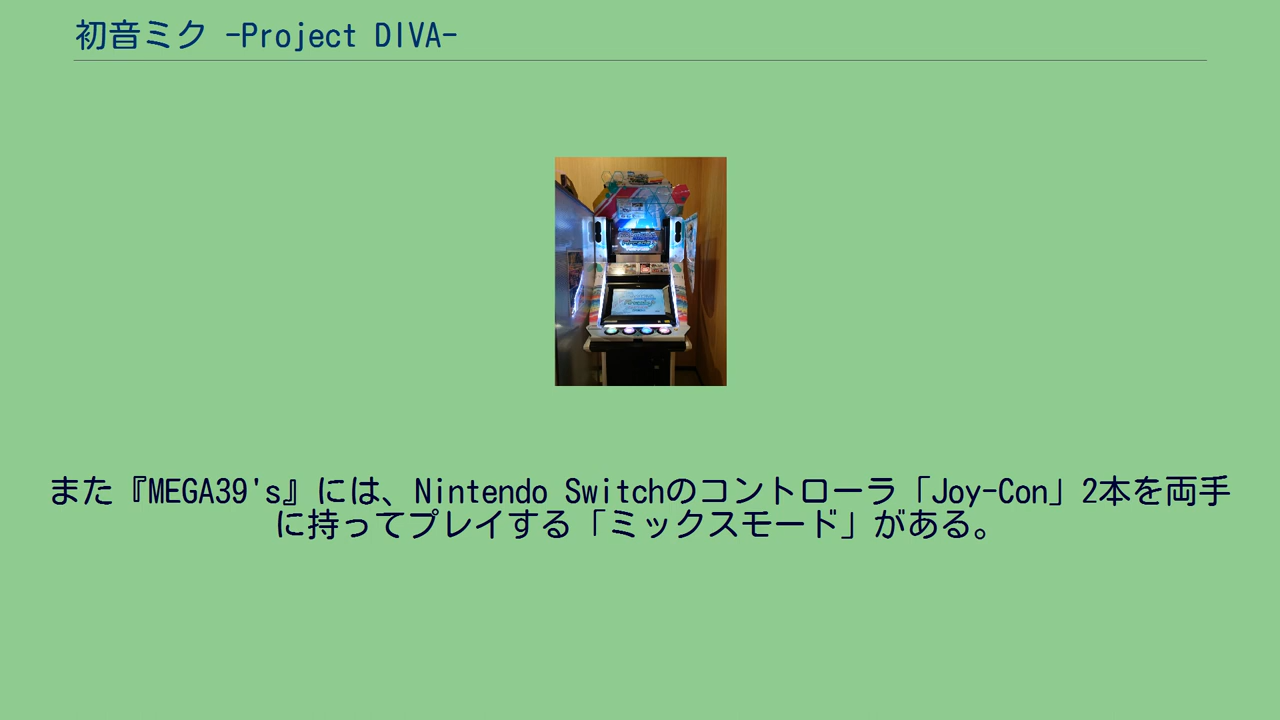 初音ミク -Project DIVA-
また『MEGA39's』には、Nintendo Switchのコントローラ「Joy-Con」2本を両手
に持ってプレイする「ミックスモード」がある。